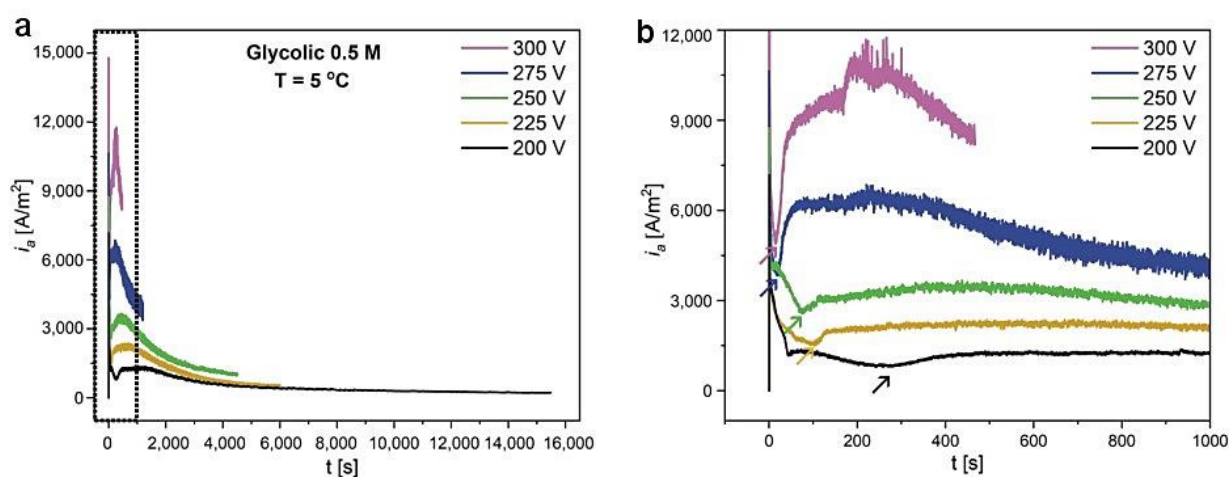 a
15,000
12,000
9,000
6,000
3,000
0
i_a [A/m²]
Glycolic 0.5 M
T = 5 °C
300 V
275 V
250 V
225 V
200 V
0 2,000 4,000 6,000 8,000 10,000 12,000 14,000 16,000
t [s]
b
12,000
9,000
6,000
3,000
0
i_a [A/m²]
300 V
275 V
250 V
225 V
200 V
0 200 400 600 800 1000
t [s]